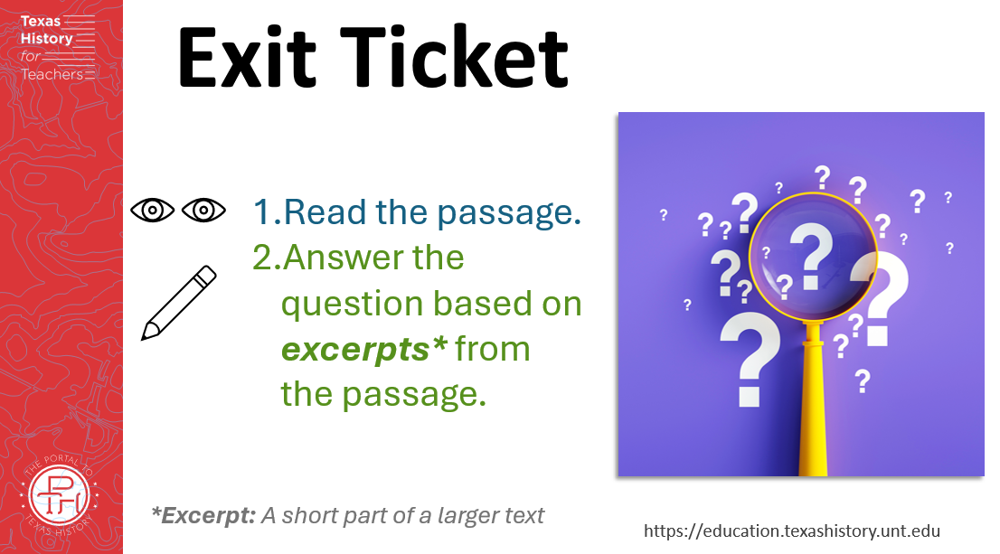 Texas
History
for
Teachers
Exit Ticket
1.Read the passage.
2.Answer the
question based on
excerpts* from
the passage.
*Excerpt: A short part of a larger text
https://education.texashistory.unt.edu
THE PORTAL TO
PTH
TEXAS HISTORY
? ? ? ? ? ? ? ? ? ? ? ? ? ? ? ? ? ? ? ? ? ?